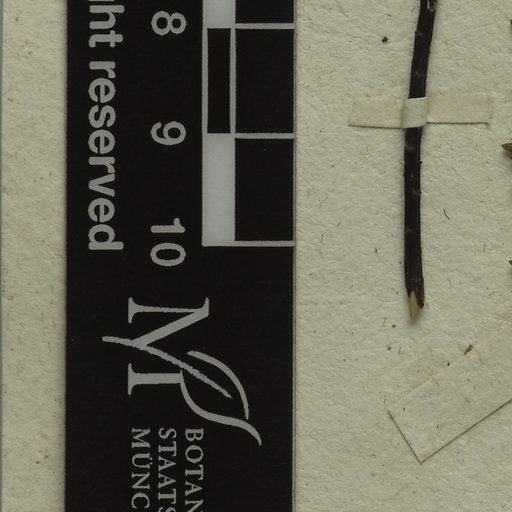 ght reserved
8
9
10
M
BOTAN
STAATS
MÜNC